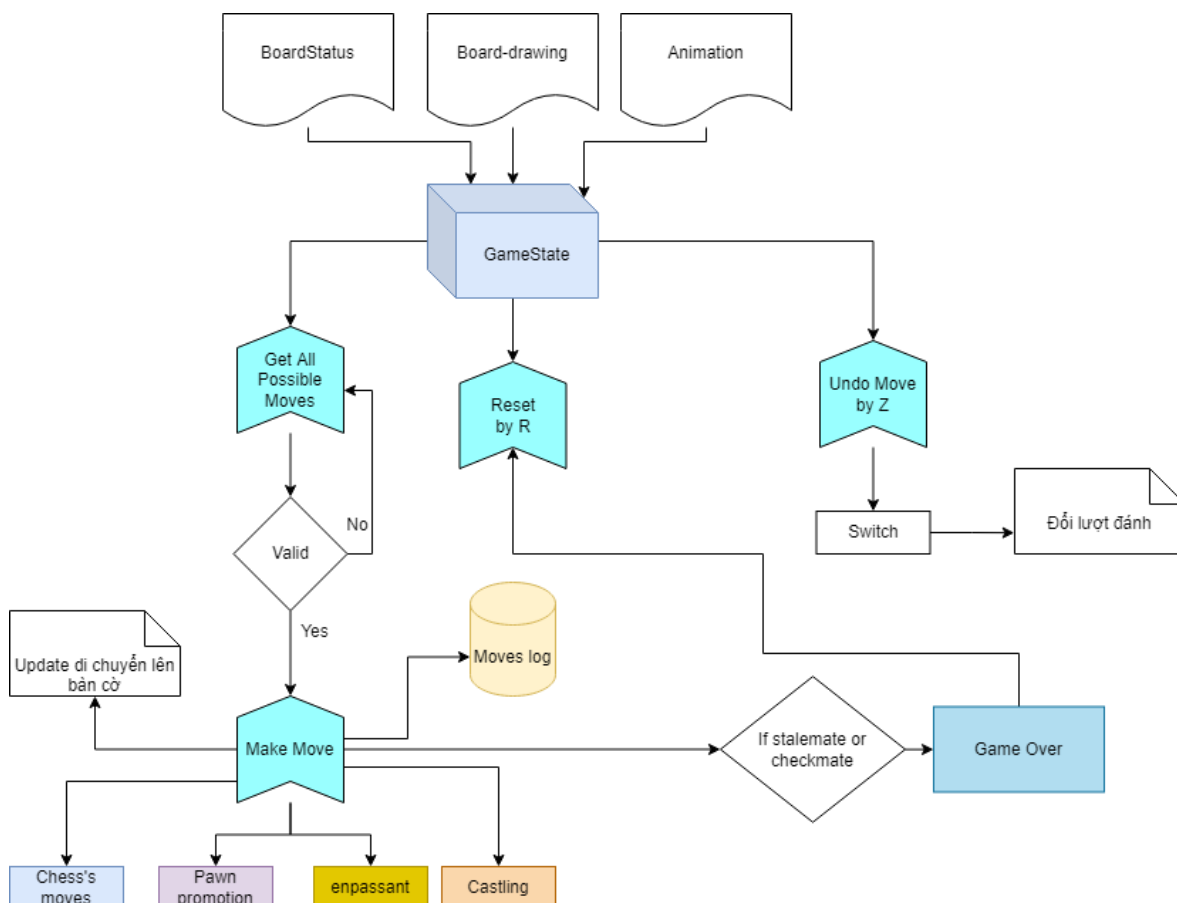 BoardStatus
Board-drawing
Animation
GameState
Get All
Possible
Moves
Reset
by R
Undo Move
by Z
No
Valid
Switch
Đổi lượt đánh
Yes
Update di chuyển lên
bàn cờ
Moves log
Make Move
If stalemate or
checkmate
Game Over
Chess's
moves
Pawn
promotion
enpassant
Castling